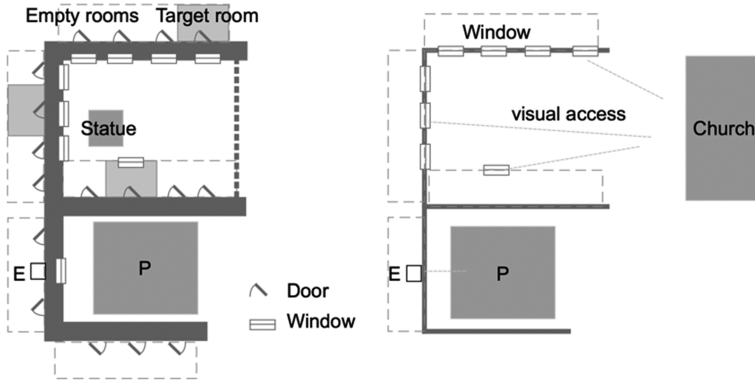 Empty rooms Target room
Statue
E
P
Door
Window
Window
visual access
Church
E
P